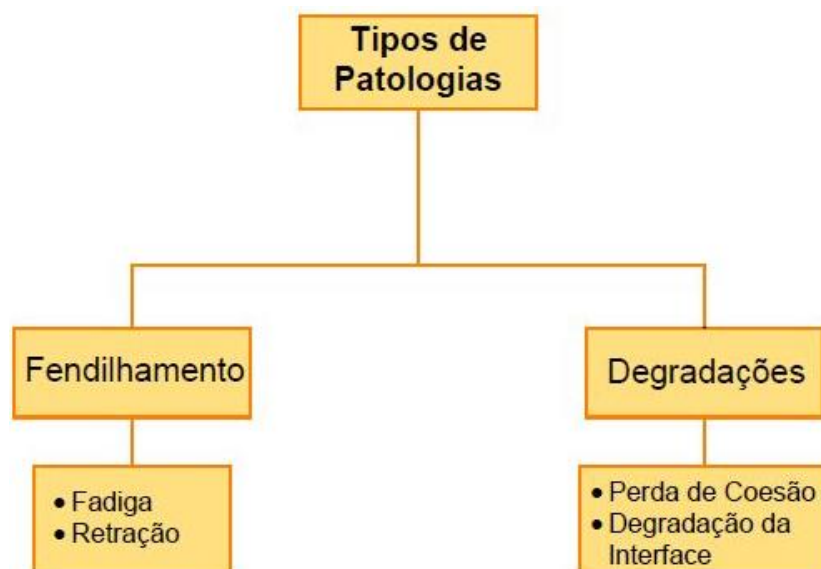 Tipos de
Patologias
Fendilhamento
Degradações
• Fadiga
• Retração
• Perda de Coesão
• Degradação da
Interface